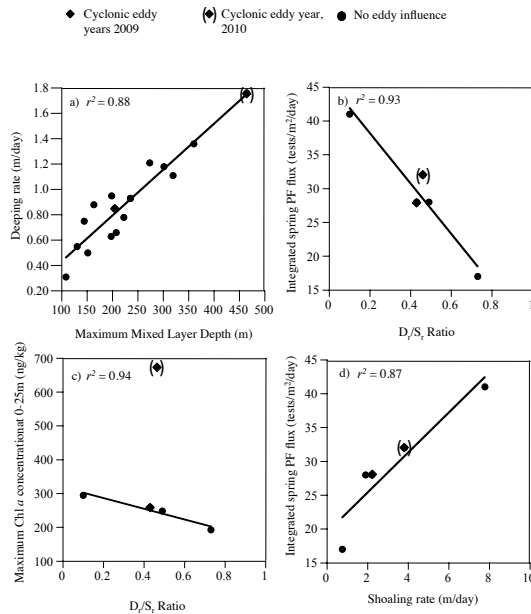 Cyclonic eddy years 2009
(◆) Cyclonic eddy year, 2010
No eddy influence
a) r² = 0.88
Deeping rate (m/day)
1.8
1.6
1.4
1.2
1.0
0.80
0.60
0.40
0.20
100 150 200 250 300 350 400 450 500
Maximum Mixed Layer Depth (m)
b) r² = 0.93
Integrated spring PF flux (tests/m²/day)
45
40
35
30
25
20
15
0 0.2 0.4 0.6 0.8 1
Dr/Sr Ratio
c) r² = 0.94
Maximum Chl a concentrationat 0-25m (ng/kg)
700
600
500
400
300
200
100
0 0.2 0.4 0.6 0.8 1
Dr/Sr Ratio
d) r² = 0.87
Integrated spring PF flux (tests/m²/day)
45
40
35
30
25
20
15
0 2 4 6 8 10
Shoaling rate (m/day)